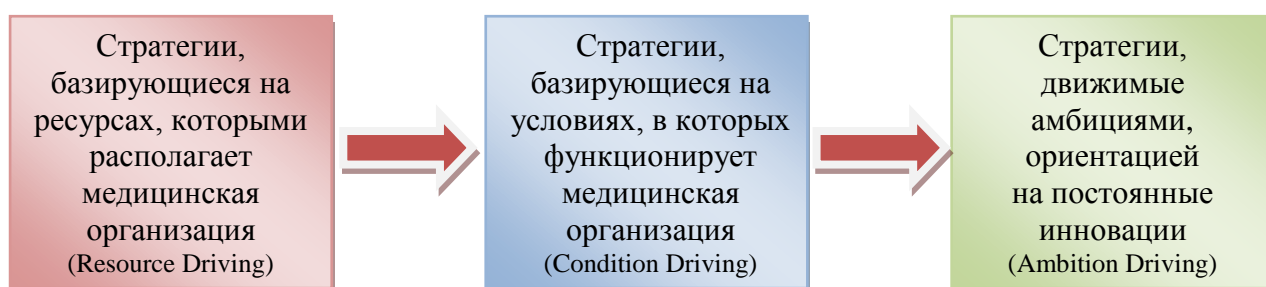 Стратегии,
базирующиеся на
ресурсах, которыми
располагает
медицинская
организация
(Resource Driving)
Стратегии,
базирующиеся на
условиях, в которых
функционирует
медицинская
организация
(Condition Driving)
Стратегии,
движимые
амбициями,
ориентацией
на постоянные
инновации
(Ambition Driving)